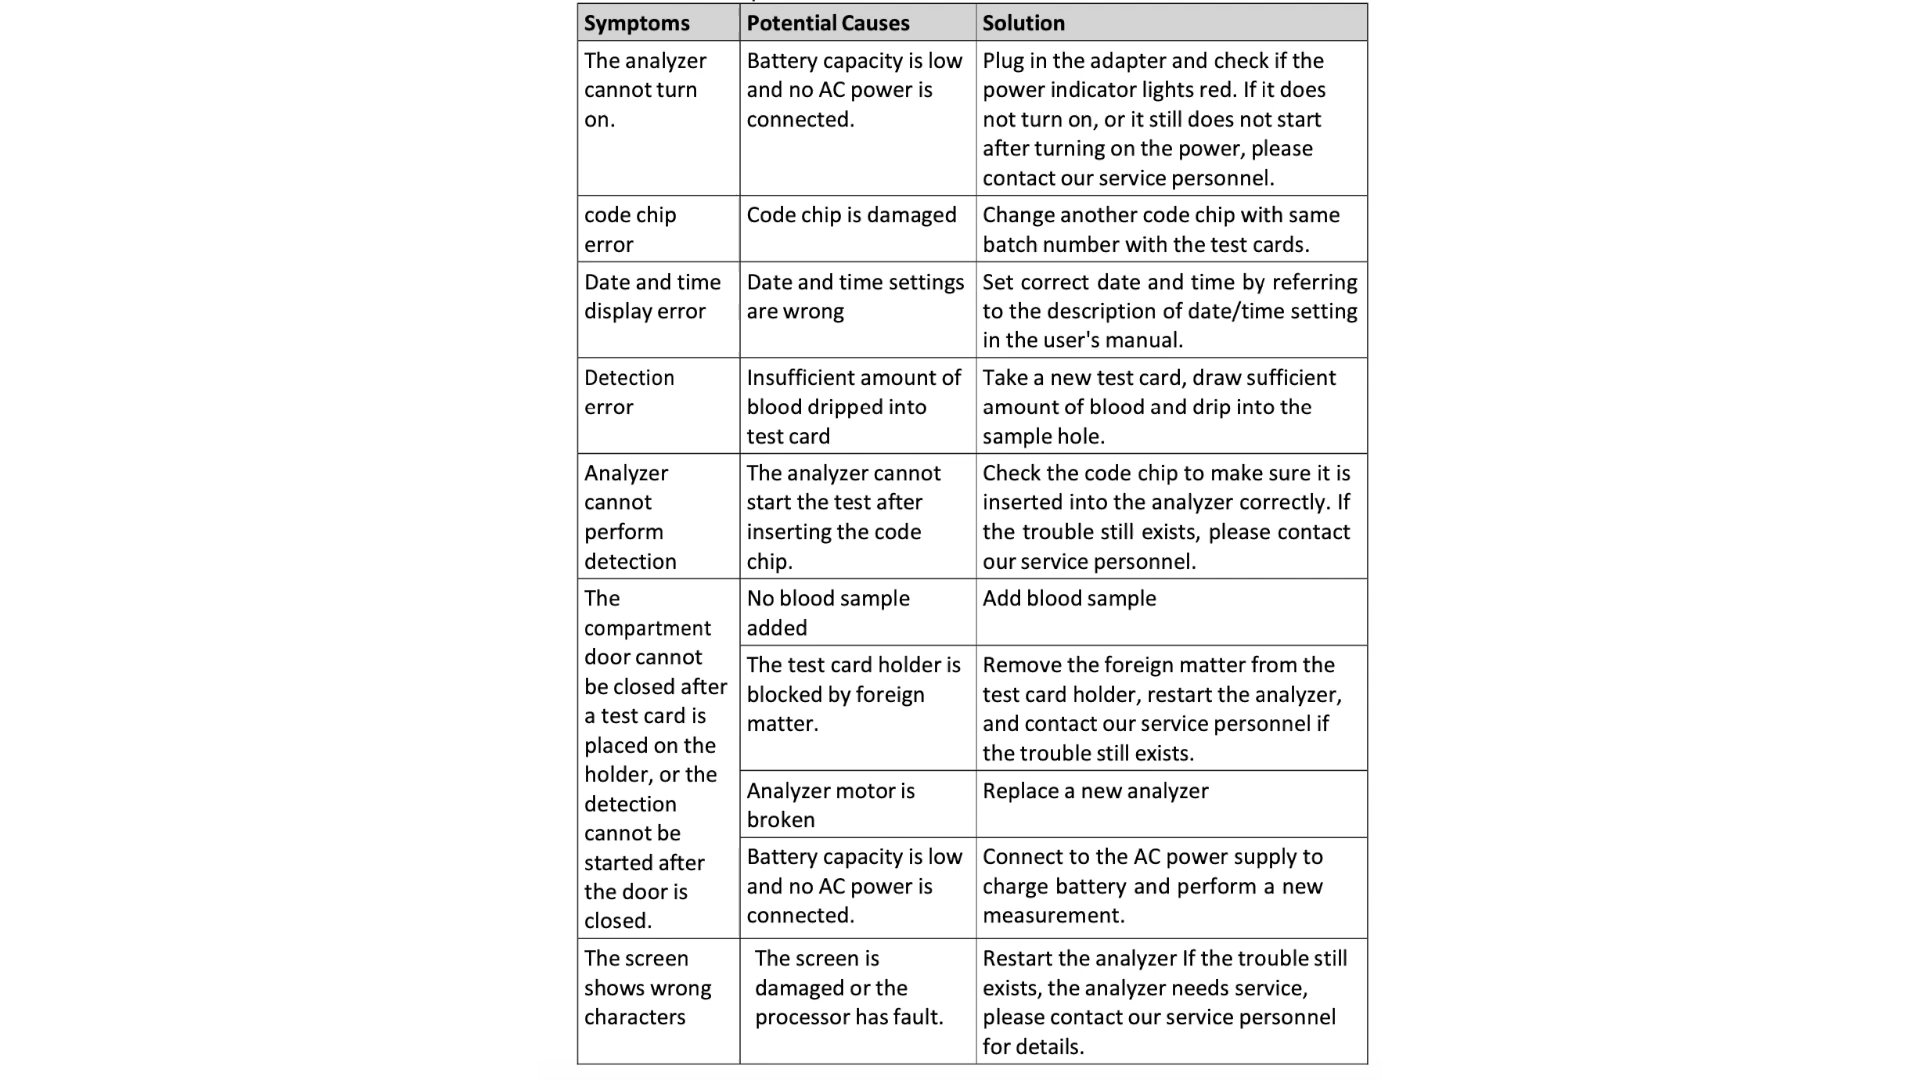 Symptoms
Potential Causes
Solution
The analyzer
cannot turn
on.
Battery capacity is low
and no AC power is
connected.
Plug in the adapter and check if the
power indicator lights red. If it does
not turn on, or it still does not start
after turning on the power, please
contact our service personnel.
code chip
error
Code chip is damaged
Change another code chip with same
batch number with the test cards.
Date and time
display error
Date and time settings
are wrong
Set correct date and time by referring
to the description of date/time setting
in the user's manual.
Detection
error
Insufficient amount of
blood dripped into
test card
Take a new test card, draw sufficient
amount of blood and drip into the
sample hole.
Analyzer
cannot
perform
detection
The analyzer cannot
start the test after
inserting the code
chip.
Check the code chip to make sure it is
inserted into the analyzer correctly. If
the trouble still exists, please contact
our service personnel.
The
compartment
door cannot
be closed after
a test card is
placed on the
holder, or the
detection
cannot be
started after
the door is
closed.
No blood sample
added
Add blood sample
The test card holder is
blocked by foreign
matter.
Remove the foreign matter from the
test card holder, restart the analyzer,
and contact our service personnel if
the trouble still exists.
Analyzer motor is
broken
Replace a new analyzer
Battery capacity is low
and no AC power is
connected.
Connect to the AC power supply to
charge battery and perform a new
measurement.
The screen
shows wrong
characters
The screen is
damaged or the
processor has fault.
Restart the analyzer If the trouble still
exists, the analyzer needs service,
please contact our service personnel
for details.